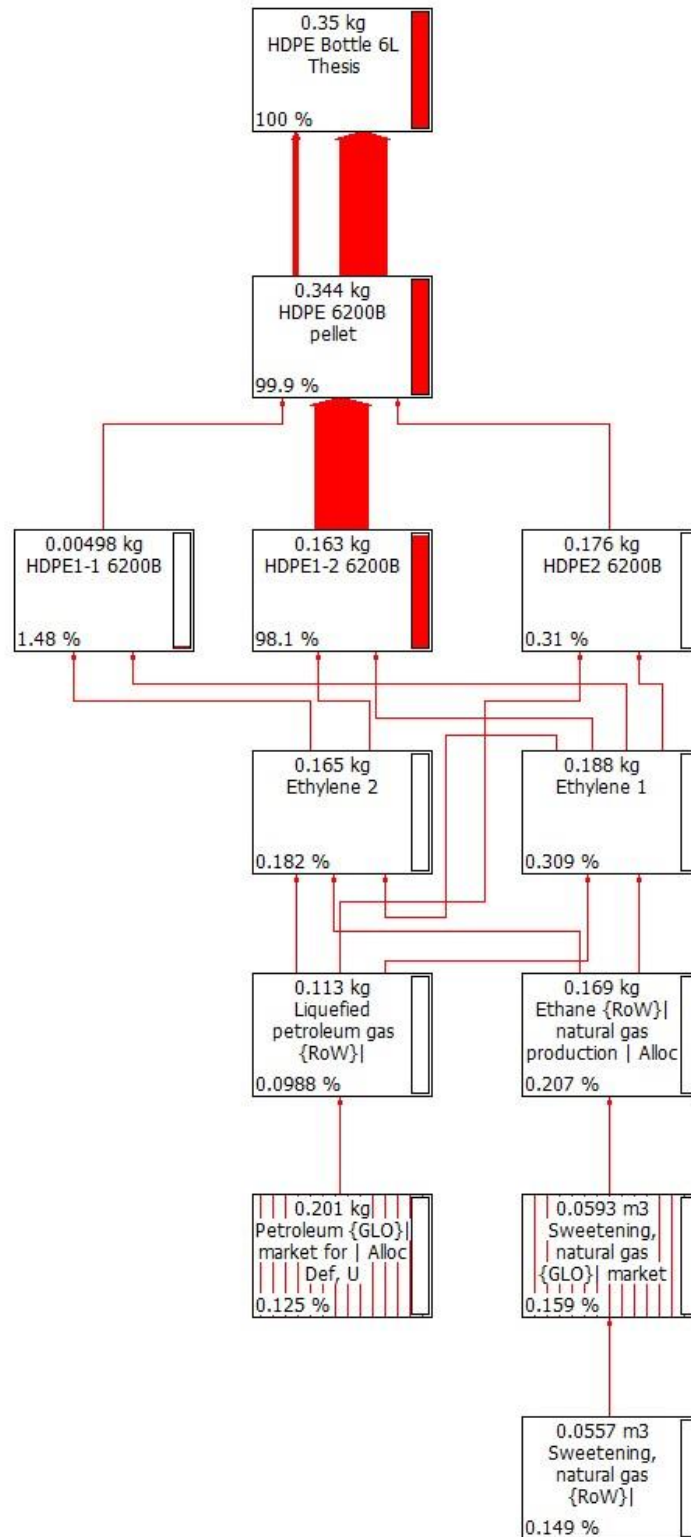 0.35 kg
HDPE Bottle 6L
Thesis
100 %
0.344 kg
HDPE 6200B
pellet
99.9 %
0.00498 kg
HDPE1-1 6200B
1.48 %
0.163 kg
HDPE1-2 6200B
98.1 %
0.176 kg
HDPE2 6200B
0.31 %
0.165 kg
Ethylene 2
0.182 %
0.188 kg
Ethylene 1
0.309 %
0.113 kg
Liquefied
petroleum gas
{RoW}|
0.0988 %
0.169 kg
Ethane {RoW}|
natural gas
production | Alloc
0.207 %
0.201 kg
Petroleum {GLO}|
market for | Alloc
Def, U
0.125 %
0.0593 m3
Sweetening,
natural gas
{GLO}| market
0.159 %
0.0557 m3
Sweetening,
natural gas
{RoW}|
0.149 %